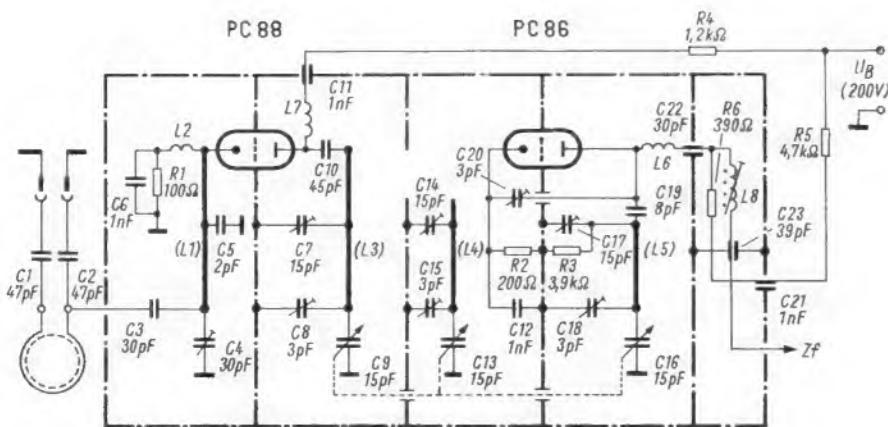 PC 88
PC 86
R4
1,2kΩ
UB
(200V)
C11
1nF
L7
C22
30pF
R6
390Ω
R5
4,7kΩ
L2
R1
100Ω
C6
1nF
C10
45pF
C20
3pF
L6
L8
C14
15pF
C19
8pF
C23
39pF
(L1)
C5
2pF
C7
15pF
(L3)
(L4)
C17
15pF
(L5)
C1
47pF
C2
47pF
C15
3pF
R2
200Ω
R3
3,9kΩ
C21
1nF
C3
30pF
C4
30pF
C8
3pF
C9
15pF
C13
15pF
C12
1nF
C18
3pF
C16
15pF
Zf